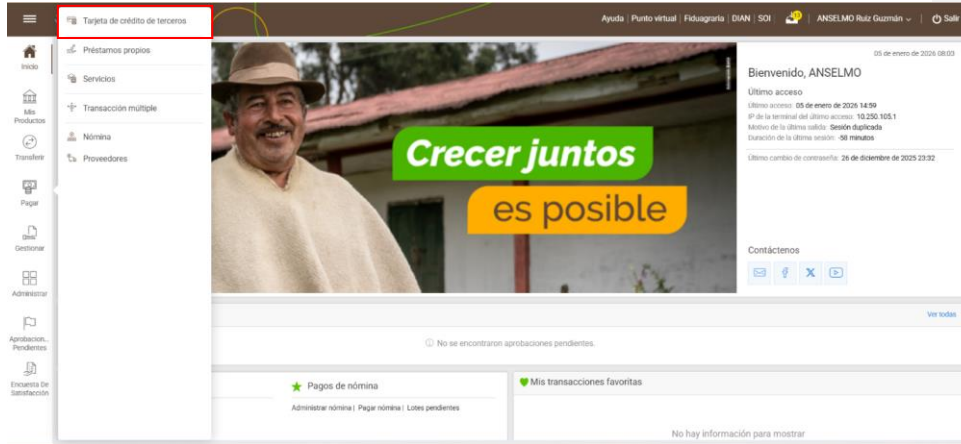 Tarjeta de crédito de terceros
Préstamos propios
Servicios
Transacción múltiple
Nómina
Proveedores
Ayuda | Punto virtual | Fiduagraria | DIAN | SOI | ANSELMO Ruiz Guzmán | Salir
Inicio
Mis
Productos
Transferir
Pagar
Gestionar
Administrar
Aprobacion...
Pendientes
Encuesta De
Satisfacción
Crecer juntos
es posible
05 de enero de 2026 08:03
Bienvenido, ANSELMO
Último acceso
Último acceso: 05 de enero de 2026 14:59
IP de la terminal del último acceso: 10.250.105.1
Motivo de la última salida: Sesión duplicada
Duración de la última sesión: -58 minutos
Último cambio de contraseña: 26 de diciembre de 2025 23:32
Contáctenos
Ver todas
No se encontraron aprobaciones pendientes.
Pagos de nómina
Administrar nómina | Pagar nómina | Lotes pendientes
Mis transacciones favoritas
No hay información para mostrar